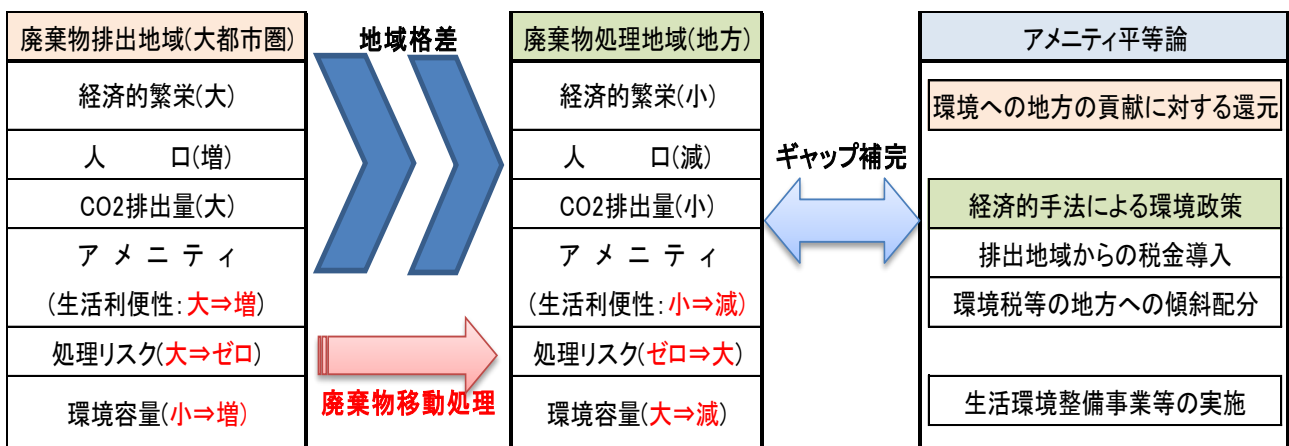 廃棄物排出地域(大都市圏)
経済的繁栄(大)
人　　口(増)
CO2排出量(大)
アメニティ
(生活利便性:大⇒増)
処理リスク(大⇒ゼロ)
環境容量(小⇒増)
地域格差
廃棄物移動処理
廃棄物処理地域(地方)
経済的繁栄(小)
人　　口(減)
CO2排出量(小)
アメニティ
(生活利便性:小⇒減)
処理リスク(ゼロ⇒大)
環境容量(大⇒減)
ギャップ補完
アメニティ平等論
環境への地方の貢献に対する還元
経済的手法による環境政策
排出地域からの税金導入
環境税等の地方への傾斜配分
生活環境整備事業等の実施